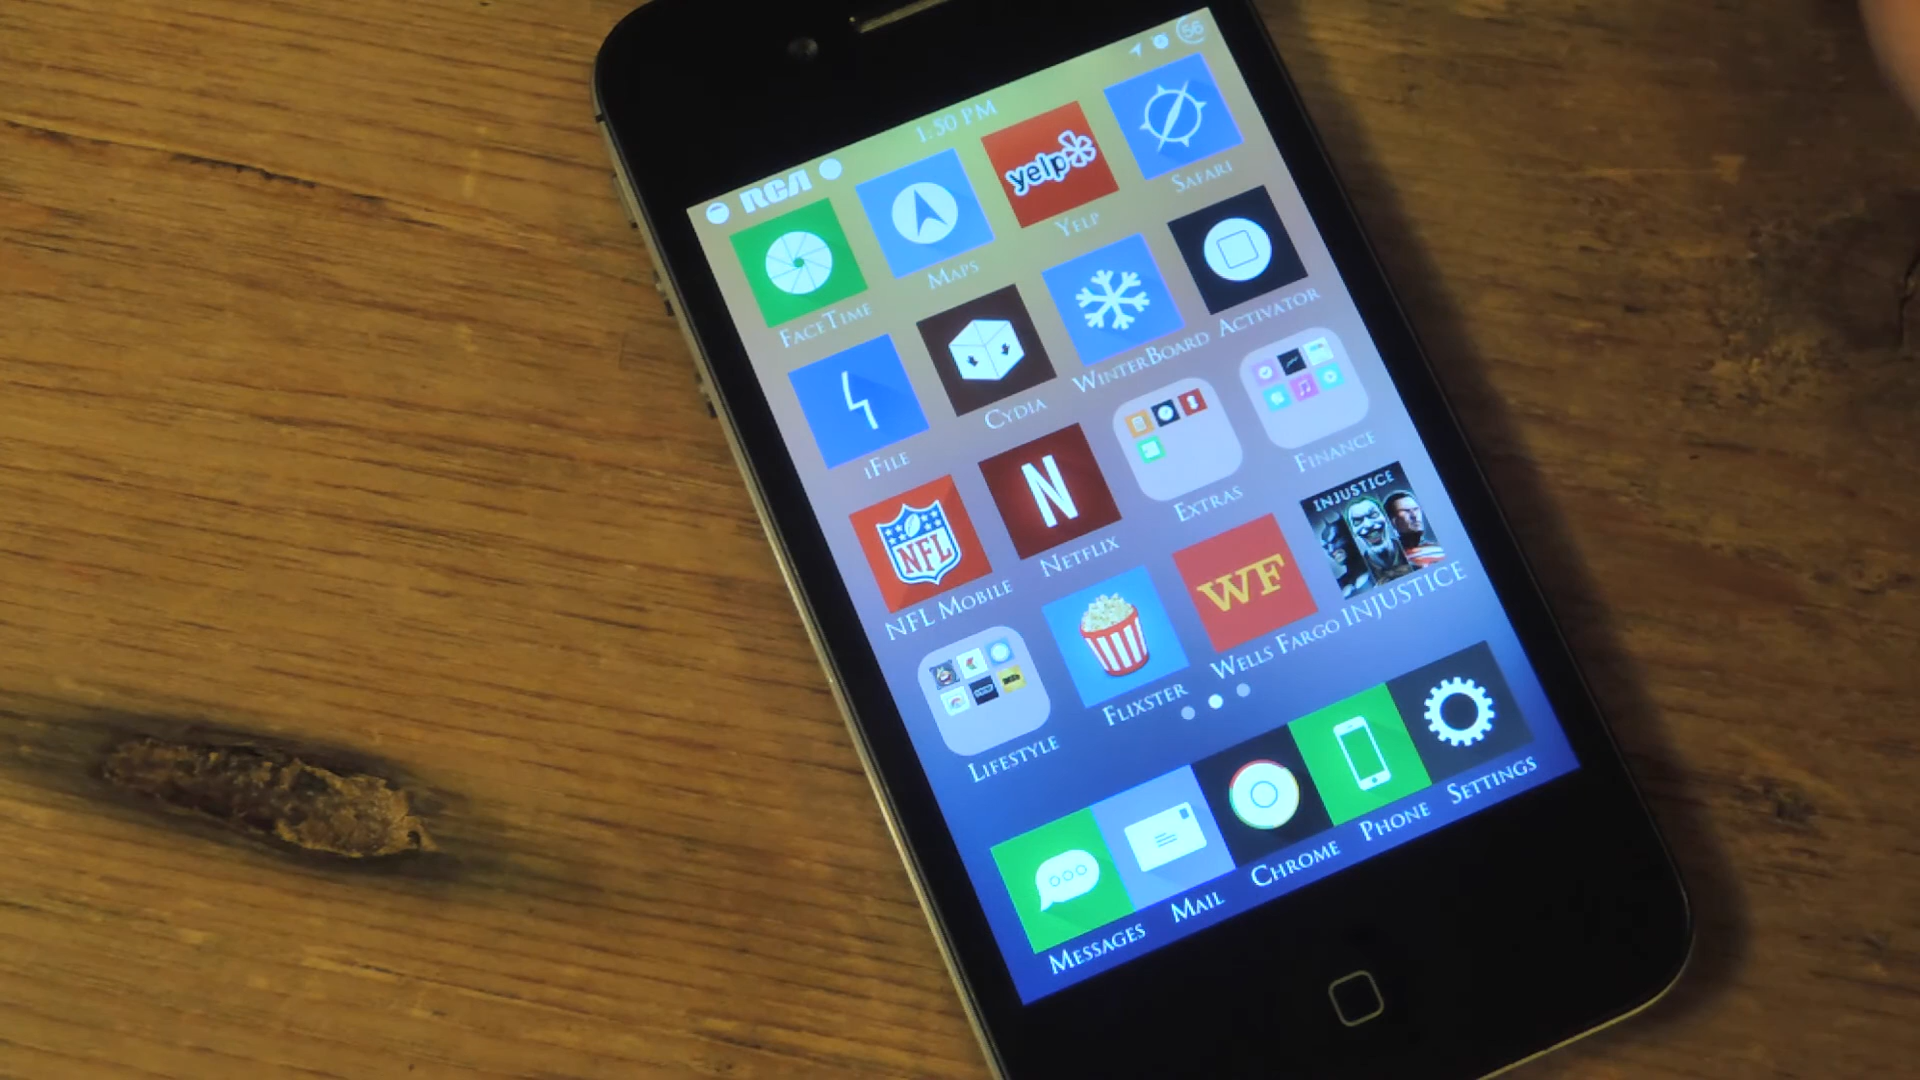 RCA 1:50 PM 56
FaceTime Maps yelp Yelp Safari
iFile Cydia WinterBoard Activator
NFL NFL Mobile N Netflix Extras Finance
Lifestyle Flixster WF Wells Fargo INJUSTICE INJUSTICE
Messages Mail Chrome Phone Settings